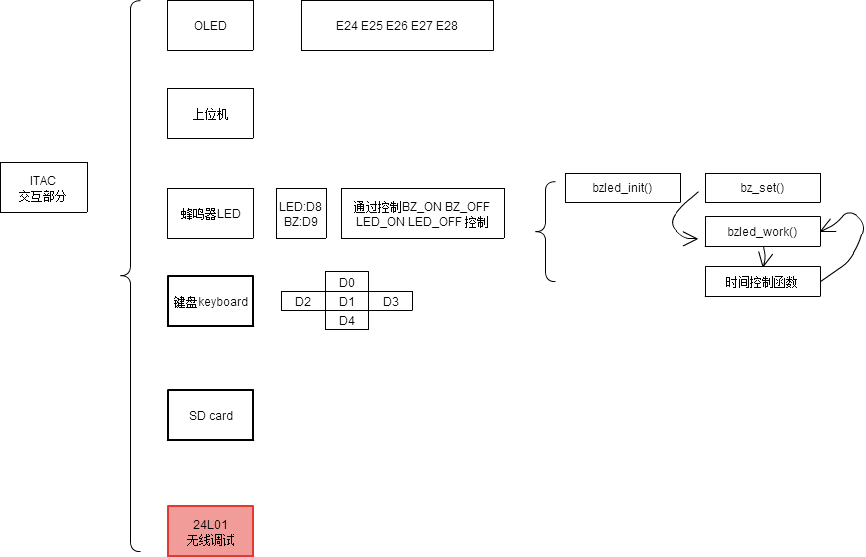 OLED
E24 E25 E26 E27 E28
上位机
ITAC
交互部分
蜂鸣器LED
LED:D8
BZ:D9
通过控制BZ_ON BZ_OFF
LED_ON LED_OFF 控制
bzled_init()
bz_set()
bzled_work()
时间控制函数
键盘keyboard
D0
D2 D1 D3
D4
SD card
24L01
无线调试